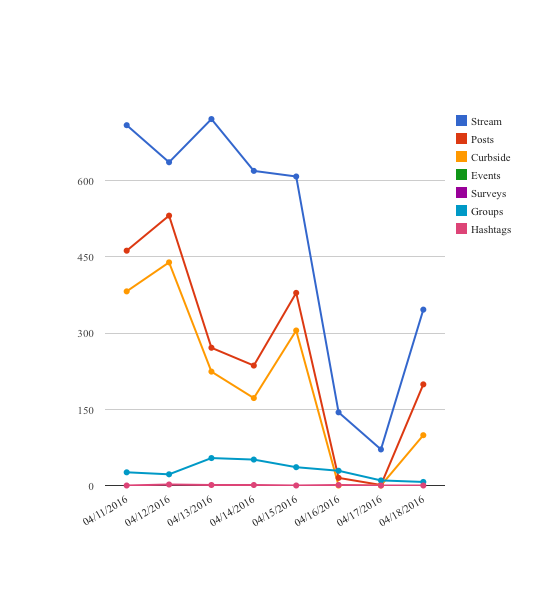 Stream
Posts
Curbside
Events
Surveys
Groups
Hashtags
600
450
300
150
0
04/11/2016
04/12/2016
04/13/2016
04/14/2016
04/15/2016
04/16/2016
04/17/2016
04/18/2016